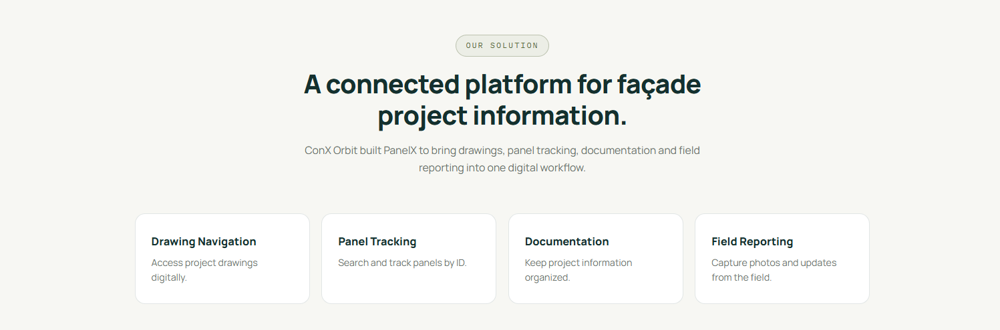 OUR SOLUTION
A connected platform for façade
project information.
ConX Orbit built PanelX to bring drawings, panel tracking, documentation and field
reporting into one digital workflow.
Drawing Navigation
Access project drawings
digitally.
Panel Tracking
Search and track panels by ID.
Documentation
Keep project information
organized.
Field Reporting
Capture photos and updates
from the field.